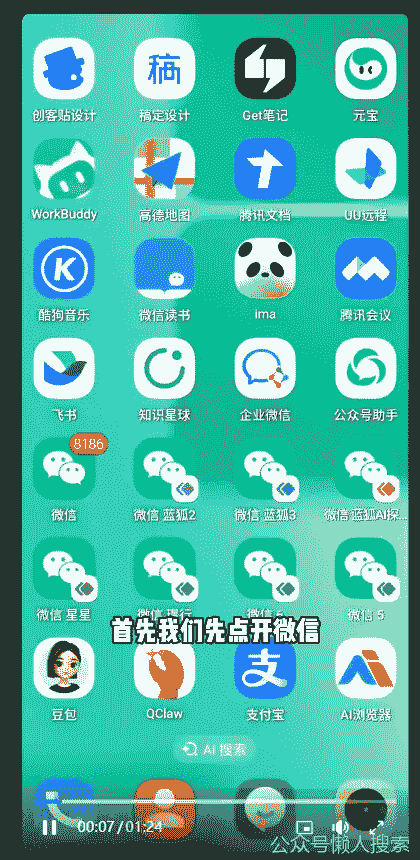 创客贴设计 稿定设计 Get笔记 元宝
WorkBuddy 高德地图 腾讯文档 UU远程
酷狗音乐 微信读书 ima 腾讯会议
飞书 知识星球 企业微信 公众号助手
8186
微信 微信 蓝狐2 微信 蓝狐3 微信 蓝狐AI探...
微信 星星 微信 微信 5
首先我们先点开微信
豆包 QClaw 支付宝 AI浏览器
AI 搜索
00:07/01:24
公众号懒人搜索